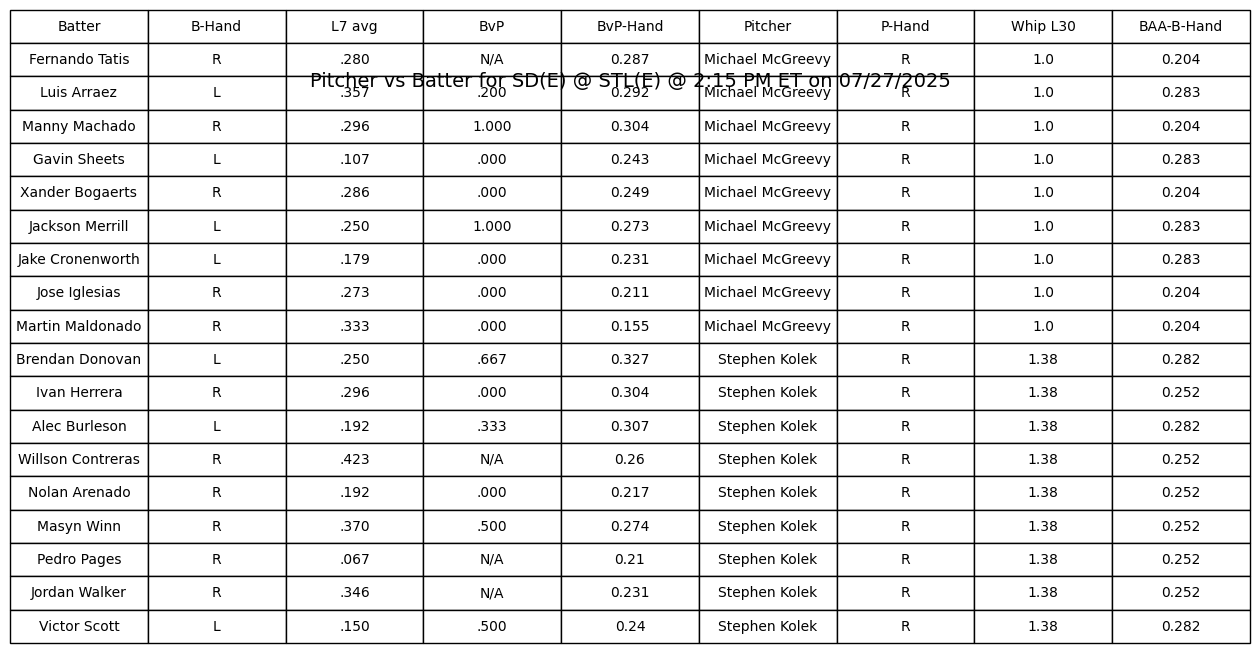 Batter B-Hand L7 avg BvP BvP-Hand Pitcher P-Hand Whip L30 BAA-B-Hand
Fernando Tatis R .280 N/A 0.287 Michael McGreevy R 1.0 0.204
Pitcher vs Batter for SD(E) @ STL(E) @ 2:15 PM ET on 07/27/2025
Luis Arraez L .357 .200 0.292 Michael McGreevy R 1.0 0.283
Manny Machado R .296 1.000 0.304 Michael McGreevy R 1.0 0.204
Gavin Sheets L .107 .000 0.243 Michael McGreevy R 1.0 0.283
Xander Bogaerts R .286 .000 0.249 Michael McGreevy R 1.0 0.204
Jackson Merrill L .250 1.000 0.273 Michael McGreevy R 1.0 0.283
Jake Cronenworth L .179 .000 0.231 Michael McGreevy R 1.0 0.283
Jose Iglesias R .273 .000 0.211 Michael McGreevy R 1.0 0.204
Martin Maldonado R .333 .000 0.155 Michael McGreevy R 1.0 0.204
Brendan Donovan L .250 .667 0.327 Stephen Kolek R 1.38 0.282
Ivan Herrera R .296 .000 0.304 Stephen Kolek R 1.38 0.252
Alec Burleson L .192 .333 0.307 Stephen Kolek R 1.38 0.282
Willson Contreras R .423 N/A 0.26 Stephen Kolek R 1.38 0.252
Nolan Arenado R .192 .000 0.217 Stephen Kolek R 1.38 0.252
Masyn Winn R .370 .500 0.274 Stephen Kolek R 1.38 0.252
Pedro Pages R .067 N/A 0.21 Stephen Kolek R 1.38 0.252
Jordan Walker R .346 N/A 0.231 Stephen Kolek R 1.38 0.252
Victor Scott L .150 .500 0.24 Stephen Kolek R 1.38 0.282